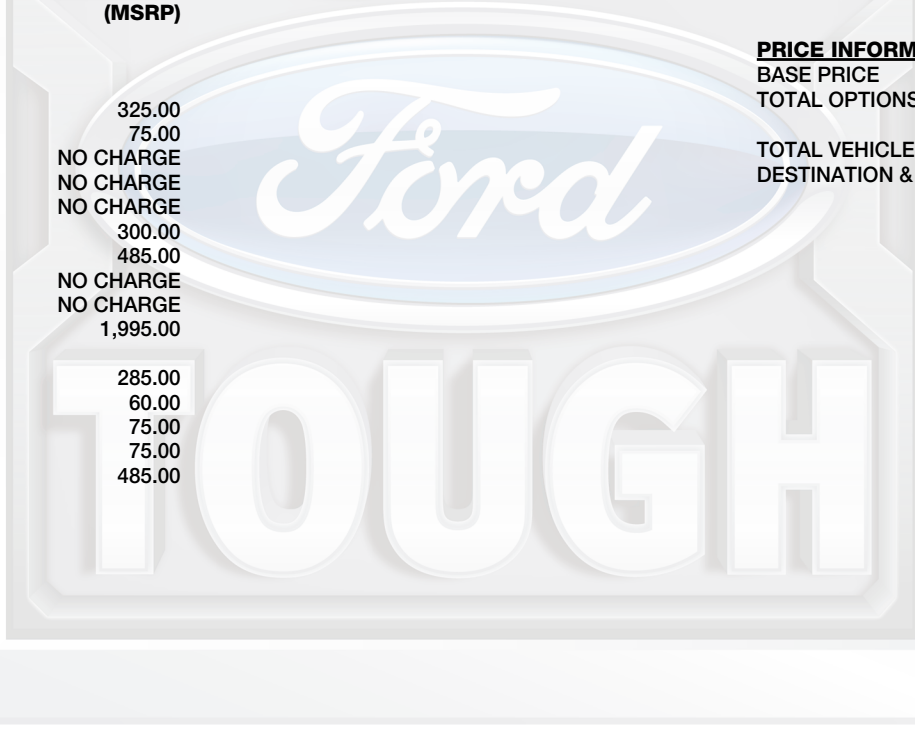 (MSRP)
325.00
75.00
NO CHARGE
NO CHARGE
NO CHARGE
300.00
485.00
NO CHARGE
NO CHARGE
1,995.00
285.00
60.00
75.00
75.00
485.00
PRICE INFORM
BASE PRICE
TOTAL OPTIONS
TOTAL VEHICLE
DESTINATION &
Ford
TOUGH